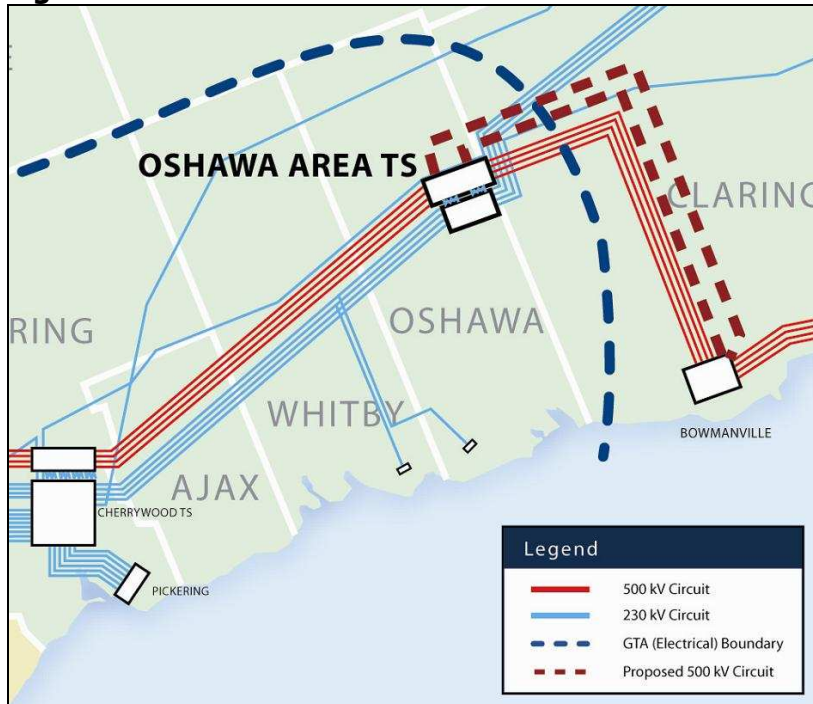 OSHAWA AREA TS
CLARING
RING
OSHAWA
WHITBY
BOWMANVILLE
AJAX
CHERRYWOOD TS
PICKERING
Legend
500 kV Circuit
230 kV Circuit
GTA (Electrical) Boundary
Proposed 500 kV Circuit